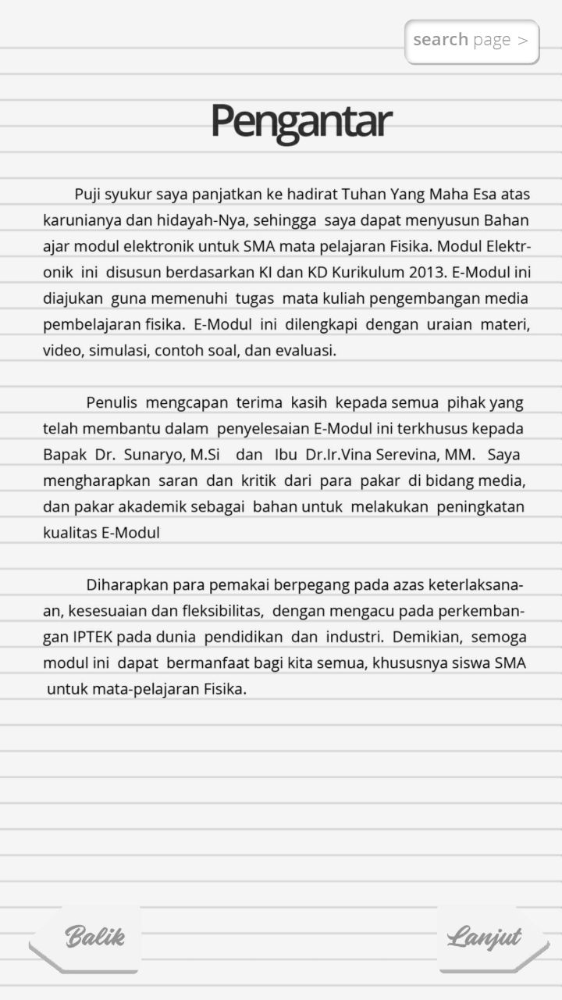 search page >
Pengantar
Puji syukur saya panjatkan ke hadirat Tuhan Yang Maha Esa atas
karunianya dan hidayah-Nya, sehingga saya dapat menyusun Bahan
ajar modul elektronik untuk SMA mata pelajaran Fisika. Modul Elektr-
onik ini disusun berdasarkan KI dan KD Kurikulum 2013. E-Modul ini
diajukan guna memenuhi tugas mata kuliah pengembangan media
pembelajaran fisika. E-Modul ini dilengkapi dengan uraian materi,
video, simulasi, contoh soal, dan evaluasi.
Penulis mengcapan terima kasih kepada semua pihak yang
telah membantu dalam penyelesaian E-Modul ini terkhusus kepada
Bapak Dr. Sunaryo, M.Si dan Ibu Dr.Ir.Vina Serevina, MM. Saya
mengharapkan saran dan kritik dari para pakar di bidang media,
dan pakar akademik sebagai bahan untuk melakukan peningkatan
kualitas E-Modul
Diharapkan para pemakai berpegang pada azas keterlaksana-
an, kesesuaian dan fleksibilitas, dengan mengacu pada perkemban-
gan IPTEK pada dunia pendidikan dan industri. Demikian, semoga
modul ini dapat bermanfaat bagi kita semua, khususnya siswa SMA
untuk mata-pelajaran Fisika.
Balik
Lanjut